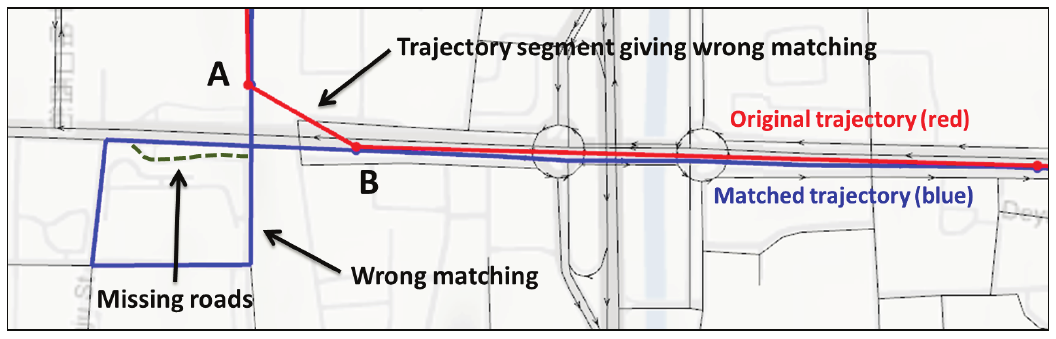 Trajectory segment giving wrong matching
A
Original trajectory (red)
B
Matched trajectory (blue)
Wrong matching
Missing roads